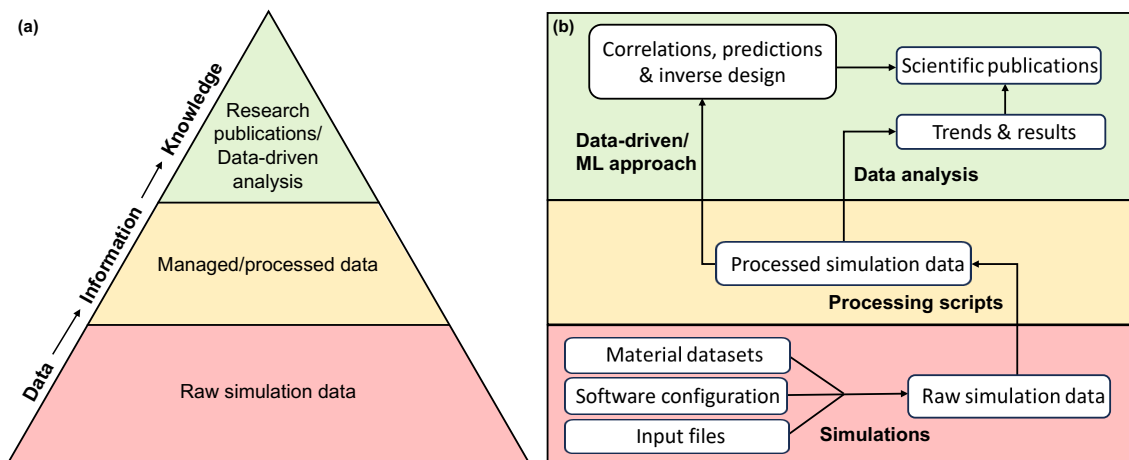 (a)
Data → Information → Knowledge
Research
publications/
Data-driven
analysis
Managed/processed data
Raw simulation data
(b)
Correlations, predictions
& inverse design
Scientific publications
Trends & results
Data-driven/
ML approach
Data analysis
Processed simulation data
Processing scripts
Material datasets
Software configuration
Input files
Raw simulation data
Simulations